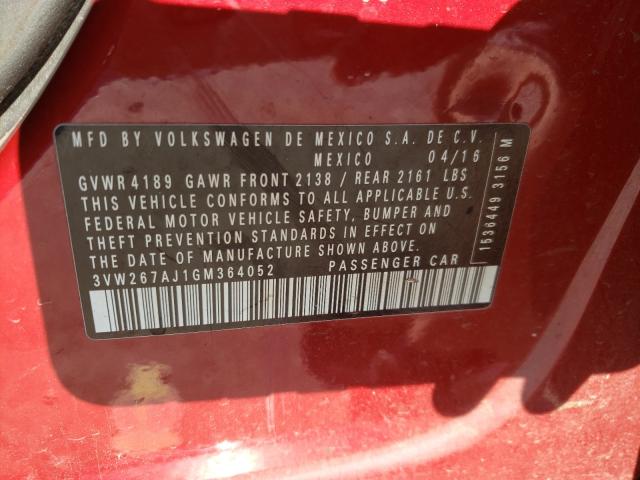 MFD BY VOLKSWAGEN DE MEXICO S.A. DE C.V.
MEXICO 04/16
GVWR 4189 GAWR FRONT 2138 / REAR 2161 LBS
THIS VEHICLE CONFORMS TO ALL APPLICABLE U.S.
FEDERAL MOTOR VEHICLE SAFETY, BUMPER AND
THEFT PREVENTION STANDARDS IN EFFECT ON
THE DATE OF MANUFACTURE SHOWN ABOVE.
3VW267AJ1GM364052 PASSENGER CAR
1536449 3156 M